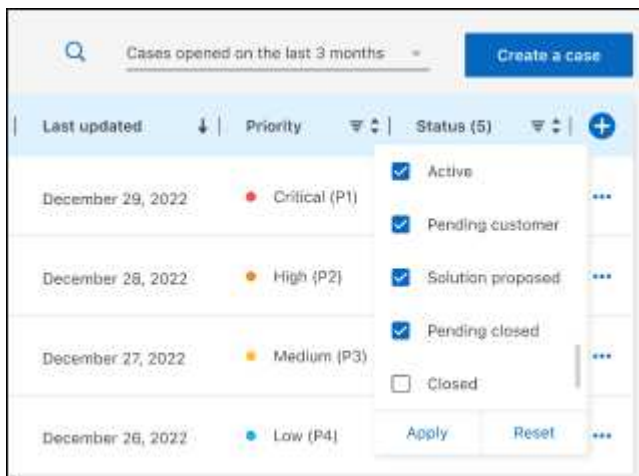 Cases opened on the last 3 months
Create a case
Last updated
Priority
Status (5)
December 29, 2022
Critical (P1)
Active
Pending customer
December 28, 2022
High (P2)
Solution proposed
Pending closed
December 27, 2022
Medium (P3)
Closed
December 26, 2022
Low (P4)
Apply
Reset